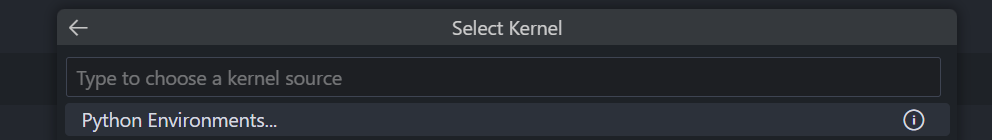 Select Kernel
Type to choose a kernel source
Python Environments...